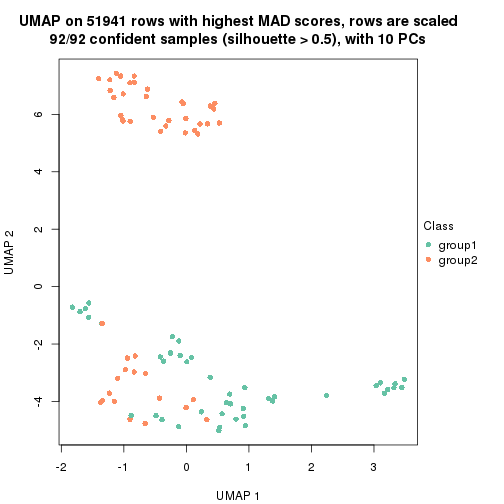 UMAP on 51941 rows with highest MAD scores, rows are scaled
92/92 confident samples (silhouette > 0.5), with 10 PCs
6
4
2
0
-2
-4
UMAP 2
-2
-1
0
1
2
3
UMAP 1
Class
group1
group2